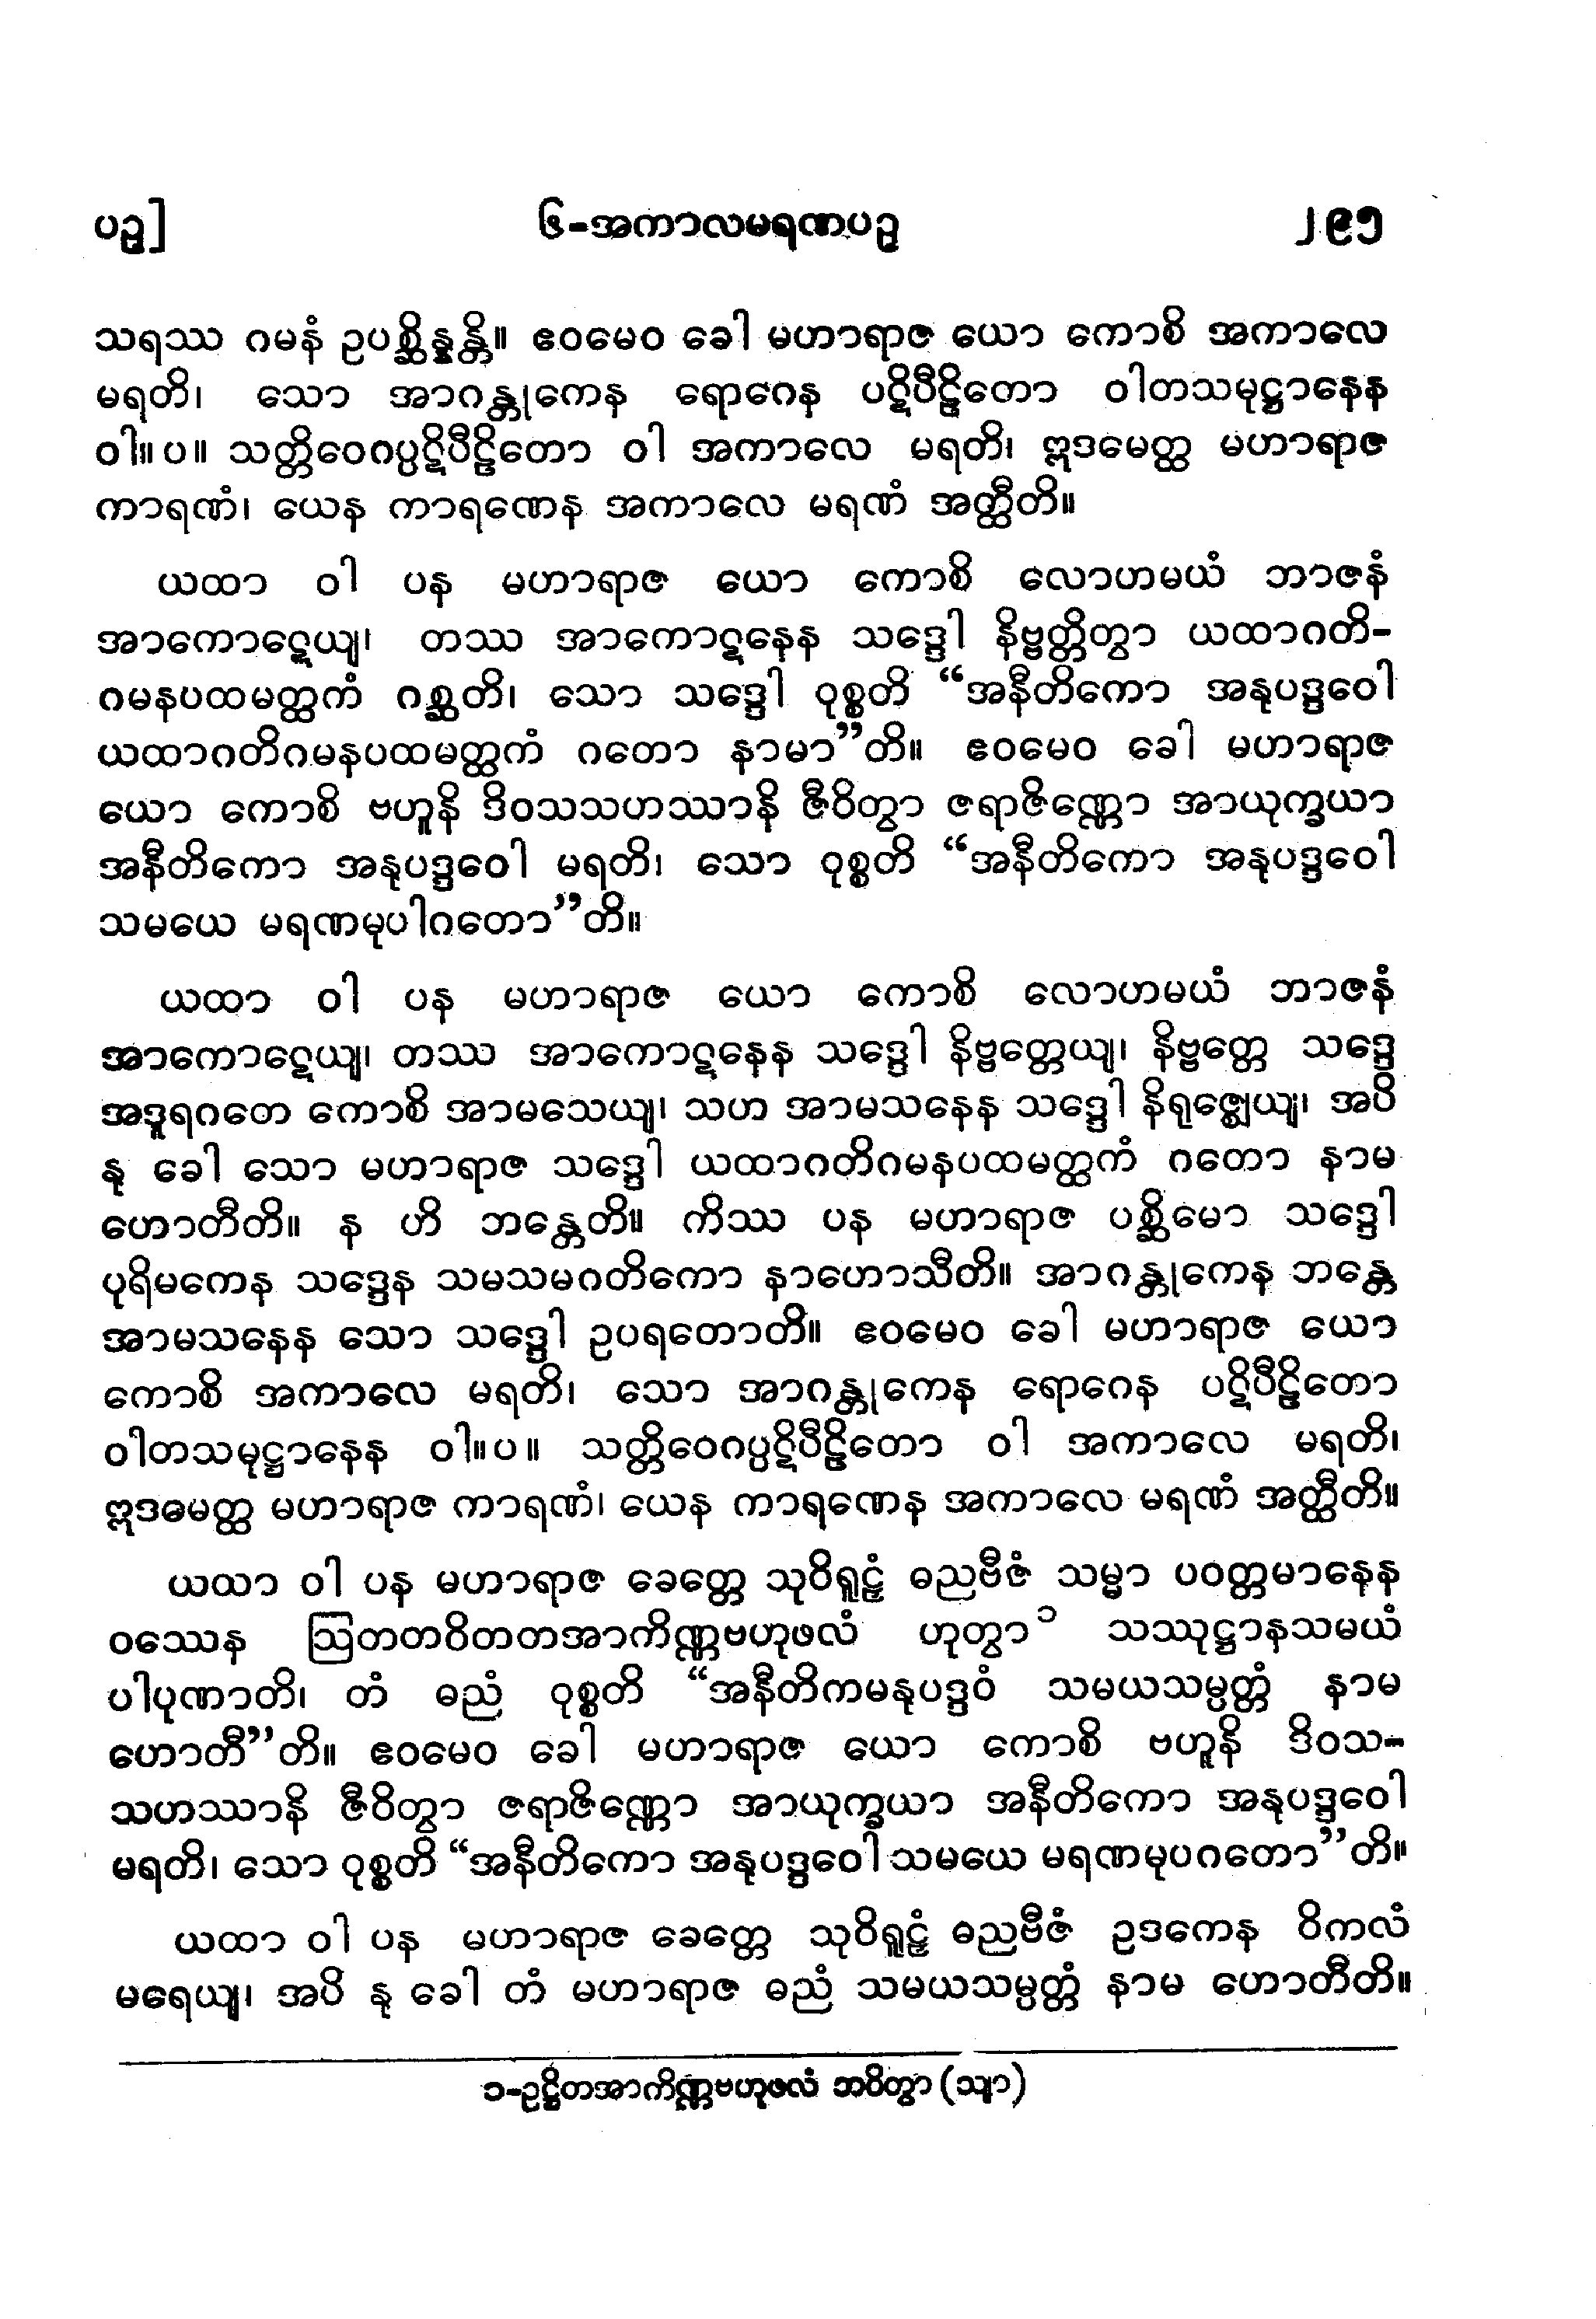 ပဥှ]
၆-အကာလမရဏပဥှ
၂၉၅
သရဿ ဂမနံ ဥပစ္ဆိန္နန္တိ။ ဧဝမေဝ ခေါ မဟာရာဇ ယော ကောစိ အကာလေ
မရတိ၊ သော အာဂန္တုကေန ရောဂေန ပဋိပီဠိတော ဝါတသမုဋ္ဌာနေန
ဝါ။ပ။ သတ္တိဝေဂပ္ပဋိပီဠိတော ဝါ အကာလေ မရတိ၊ ဣဒမေတ္ထ မဟာရာဇ
ကာရဏံ၊ ယေန ကာရဏေန အကာလေ မရဏံ အတ္ထီတိ။
ယထာ ဝါ ပန မဟာရာဇ ယော ကောစိ လောဟမယံ ဘာဇနံ
အာကောဋေယျ၊ တဿ အာကောဋနေန သဒ္ဒေါ နိဗ္ဗတ္တိတွာ ယထာဂတိ-
ဂမနပထမတ္ထကံ ဂစ္ဆတိ၊ သော သဒ္ဒေါ ဝုစ္စတိ “အနီတိကော အနုပဒ္ဒဝေါ
ယထာဂတိဂမနပထမတ္ထကံ ဂတော နာမာ”တိ။ ဧဝမေဝ ခေါ မဟာရာဇ
ယော ကောစိ ဗဟူနိ ဒိဝသသဟဿာနိ ဇီဝိတွာ ဇရာဇိဏ္ဏော အာယုက္ခယာ
အနီတိကော အနုပဒ္ဒဝေါ မရတိ၊ သော ဝုစ္စတိ “အနီတိကော အနုပဒ္ဒဝေါ
သမယေ မရဏမုပါဂတော”တိ။
ယထာ ဝါ ပန မဟာရာဇ ယော ကောစိ လောဟမယံ ဘာဇနံ
အာကောဋေယျ၊ တဿ အာကောဋနေန သဒ္ဒေါ နိဗ္ဗတ္တေယျ၊ နိဗ္ဗတ္တေ သဒ္ဒေ
အဒူရဂတေ ကောစိ အာမသေယျ၊ သဟ အာမသနေန သဒ္ဒေါ နိရုဇ္ဈေယျ၊ အပိ
နု ခေါ သော မဟာရာဇ သဒ္ဒေါ ယထာဂတိဂမနပထမတ္ထကံ ဂတော နာမ
ဟောတီတိ။ န ဟိ ဘန္တေတိ။ ကိဿ ပန မဟာရာဇ ပစ္ဆိမော သဒ္ဒေါ
ပုရိမကေန သဒ္ဒေန သမသမဂတိကော နာဟောသီတိ။ အာဂန္တုကေန ဘန္တေ
အာမသနေန သော သဒ္ဒေါ ဥပရတောတိ။ ဧဝမေဝ ခေါ မဟာရာဇ ယော
ကောစိ အကာလေ မရတိ၊ သော အာဂန္တုကေန ရောဂေန ပဋိပီဠိတော
ဝါတသမုဋ္ဌာနေန ဝါ။ပ။ သတ္တိဝေဂပ္ပဋိပီဠိတော ဝါ အကာလေ မရတိ၊
ဣဒမေတ္ထ မဟာရာဇ ကာရဏံ၊ ယေန ကာရဏေန အကာလေ မရဏံ အတ္ထီတိ။
ယထာ ဝါ ပန မဟာရာဇ ခေတ္တေ သုဝိရူဠှံ ဓညဗီဇံ သမ္မာ ပဝတ္တမာနေန
ဝဿေန ဩတတဝိတတအာကိဏ္ဏဗဟုဖလံ ဟုတွာ ၁ သဿုဋ္ဌာနသမယံ
ပါပုဏာတိ၊ တံ ဓညံ ဝုစ္စတိ “အနီတိကမနုပဒ္ဒဝံ သမယသမ္ပတ္တံ နာမ
ဟောတီ”တိ။ ဧဝမေဝ ခေါ မဟာရာဇ ယော ကောစိ ဗဟူနိ ဒိဝသ-
သဟဿာနိ ဇီဝိတွာ ဇရာဇိဏ္ဏော အာယုက္ခယာ အနီတိကော အနုပဒ္ဒဝေါ
မရတိ၊ သော ဝုစ္စတိ “အနီတိကော အနုပဒ္ဒဝေါ သမယေ မရဏမုပဂတော”တိ။
ယထာ ဝါ ပန မဟာရာဇ ခေတ္တေ သုဝိရူဠှံ ဓညဗီဇံ ဥဒကေန ဝိကလံ
မရေယျ၊ အပိ နု ခေါ တံ မဟာရာဇ ဓညံ သမယသမ္ပတ္တံ နာမ ဟောတီတိ။
၁-ဥဋ္ဌိတအာကိဏ္ဏဗဟုဖလံ ဘဝိတွာ (သျာ)